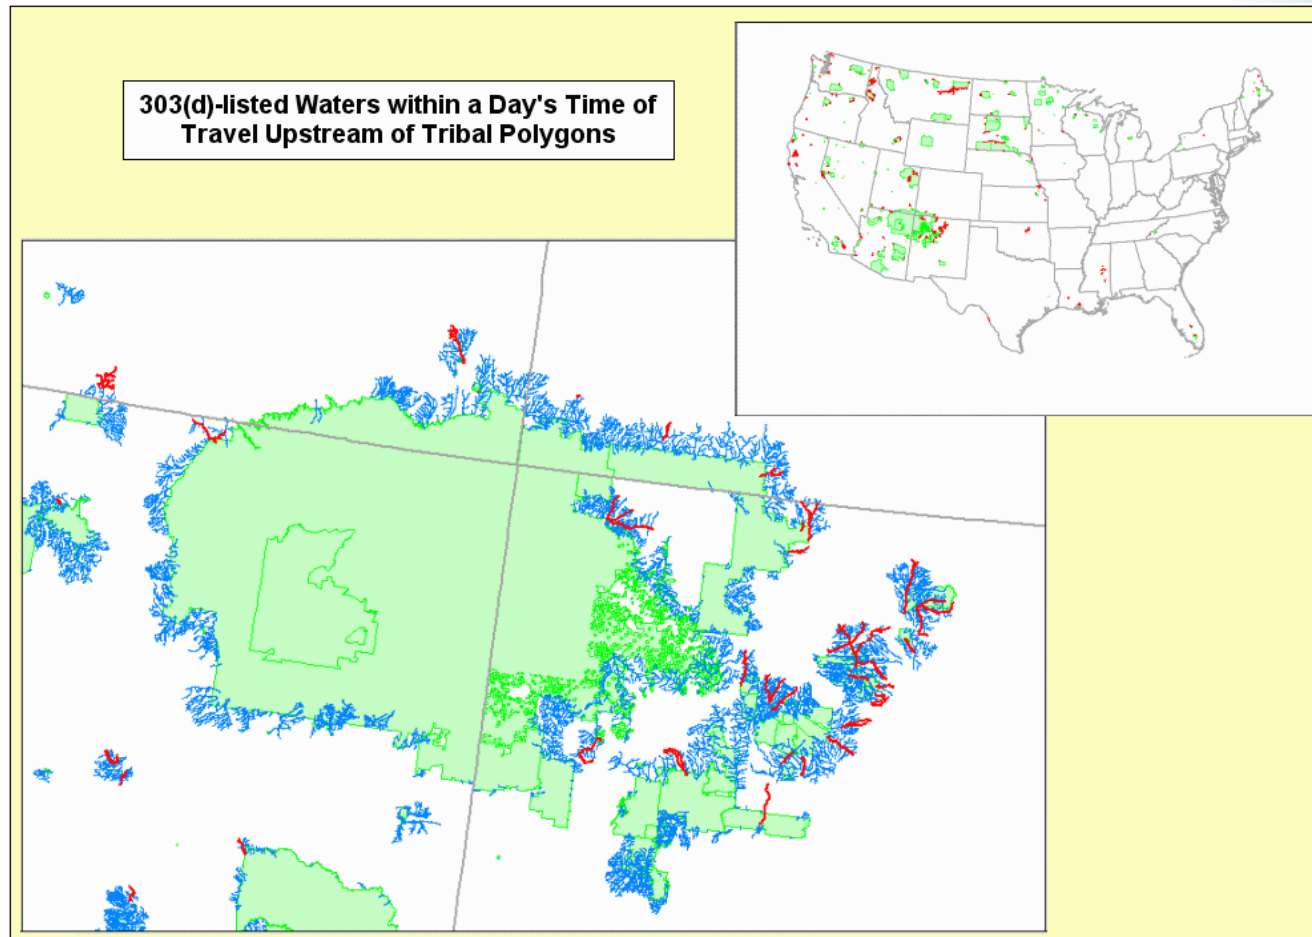 303(d)-listed Waters within a Day's Time of
Travel Upstream of Tribal Polygons